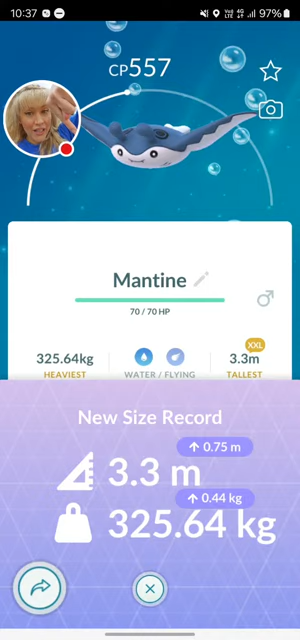 10:37
97%
CP557
Mantine
70 / 70 HP
XXL
325.64kg
WATER / FLYING
3.3m
HEAVIEST
TALLEST
New Size Record
0.75 m
3.3 m
0.44 kg
325.64 kg